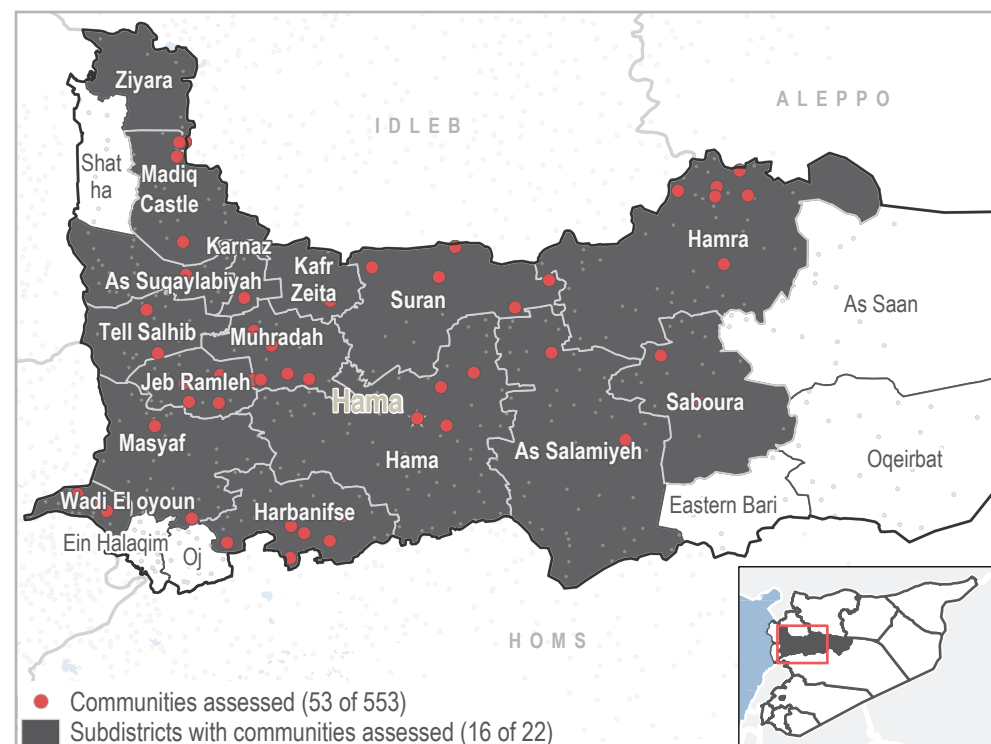 Ziyara
IDLEB
ALEPPO
Shat
ha
Madiq
Castle
Karnaz
Hamra
As Suqaylabiyah
Kafr
Zeita
Suran
As Saan
Tell Salhib
Muhradah
Jeb Ramleh
Hama
Saboura
Masyaf
Hama
As Salamiyeh
Oqeirbat
Wadi El oyoun
Harbanifse
Eastern Bari
Ein Halaqim
Oj
HOMS
Communities assessed (53 of 553)
Subdistricts with communities assessed (16 of 22)